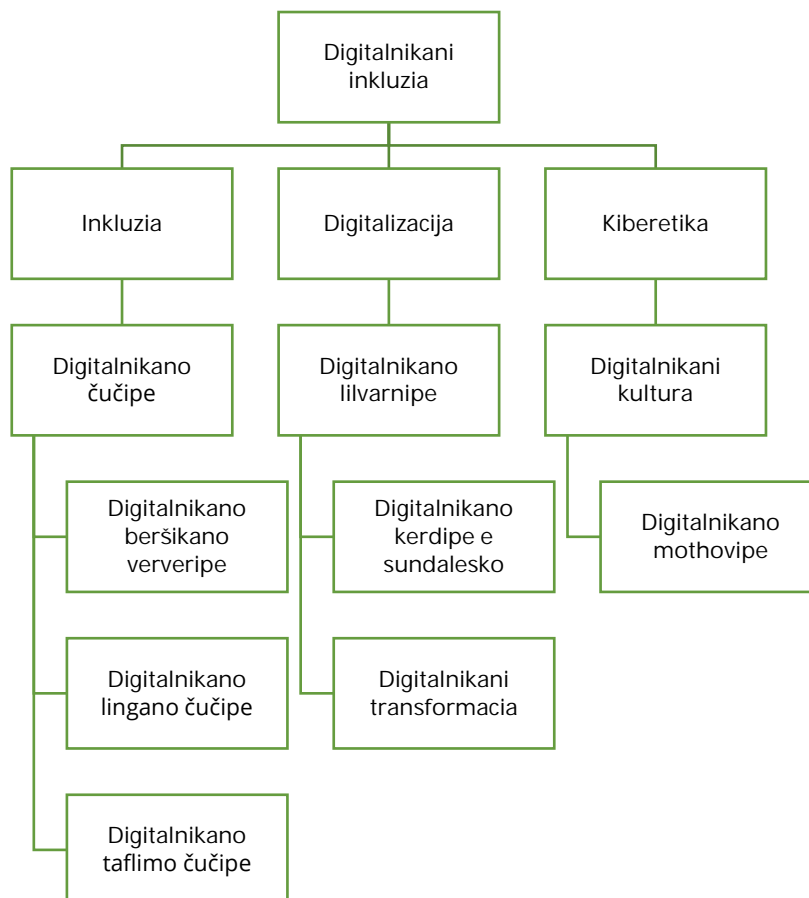 Digitalnikani
inkluzia
Inkluzia
Digitalizacija
Kiberetika
Digitalnikano
čučipe
Digitalnikano
lilvarnipe
Digitalnikani
kultura
Digitalnikano
beršikano
ververipe
Digitalnikano
kerdipe e
sundalesko
Digitalnikano
mothovipe
Digitalnikano
lingano čučipe
Digitalnikani
transformacia
Digitalnikano
taflimo čučipe